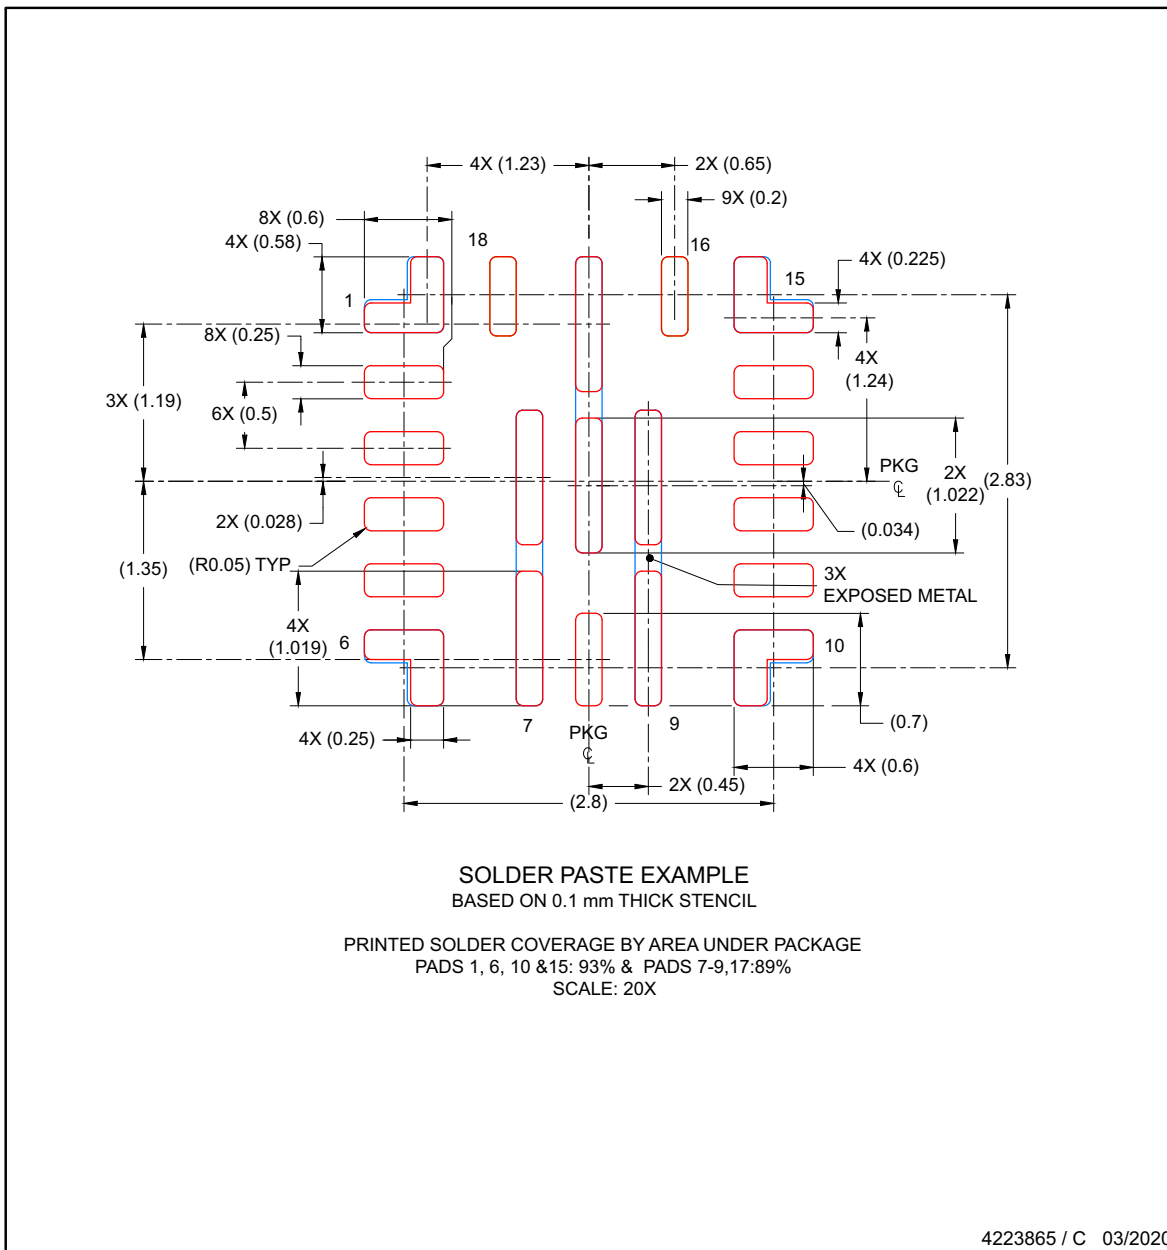 4X (1.23)
2X (0.65)
9X (0.2)
8X (0.6)
4X (0.58)
18
16
15
4X (0.225)
1
8X (0.25)
4X
(1.24)
3X (1.19)
6X (0.5)
PKG
℄
2X
(1.022)
(2.83)
2X (0.028)
(0.034)
(1.35)
(R0.05) TYP
3X
EXPOSED METAL
4X
(1.019)
6
10
7
PKG
℄
9
(0.7)
4X (0.25)
4X (0.6)
2X (0.45)
(2.8)
SOLDER PASTE EXAMPLE
BASED ON 0.1 mm THICK STENCIL
PRINTED SOLDER COVERAGE BY AREA UNDER PACKAGE
PADS 1, 6, 10 &15: 93% & PADS 7-9,17:89%
SCALE: 20X
4223865 / C 03/2020